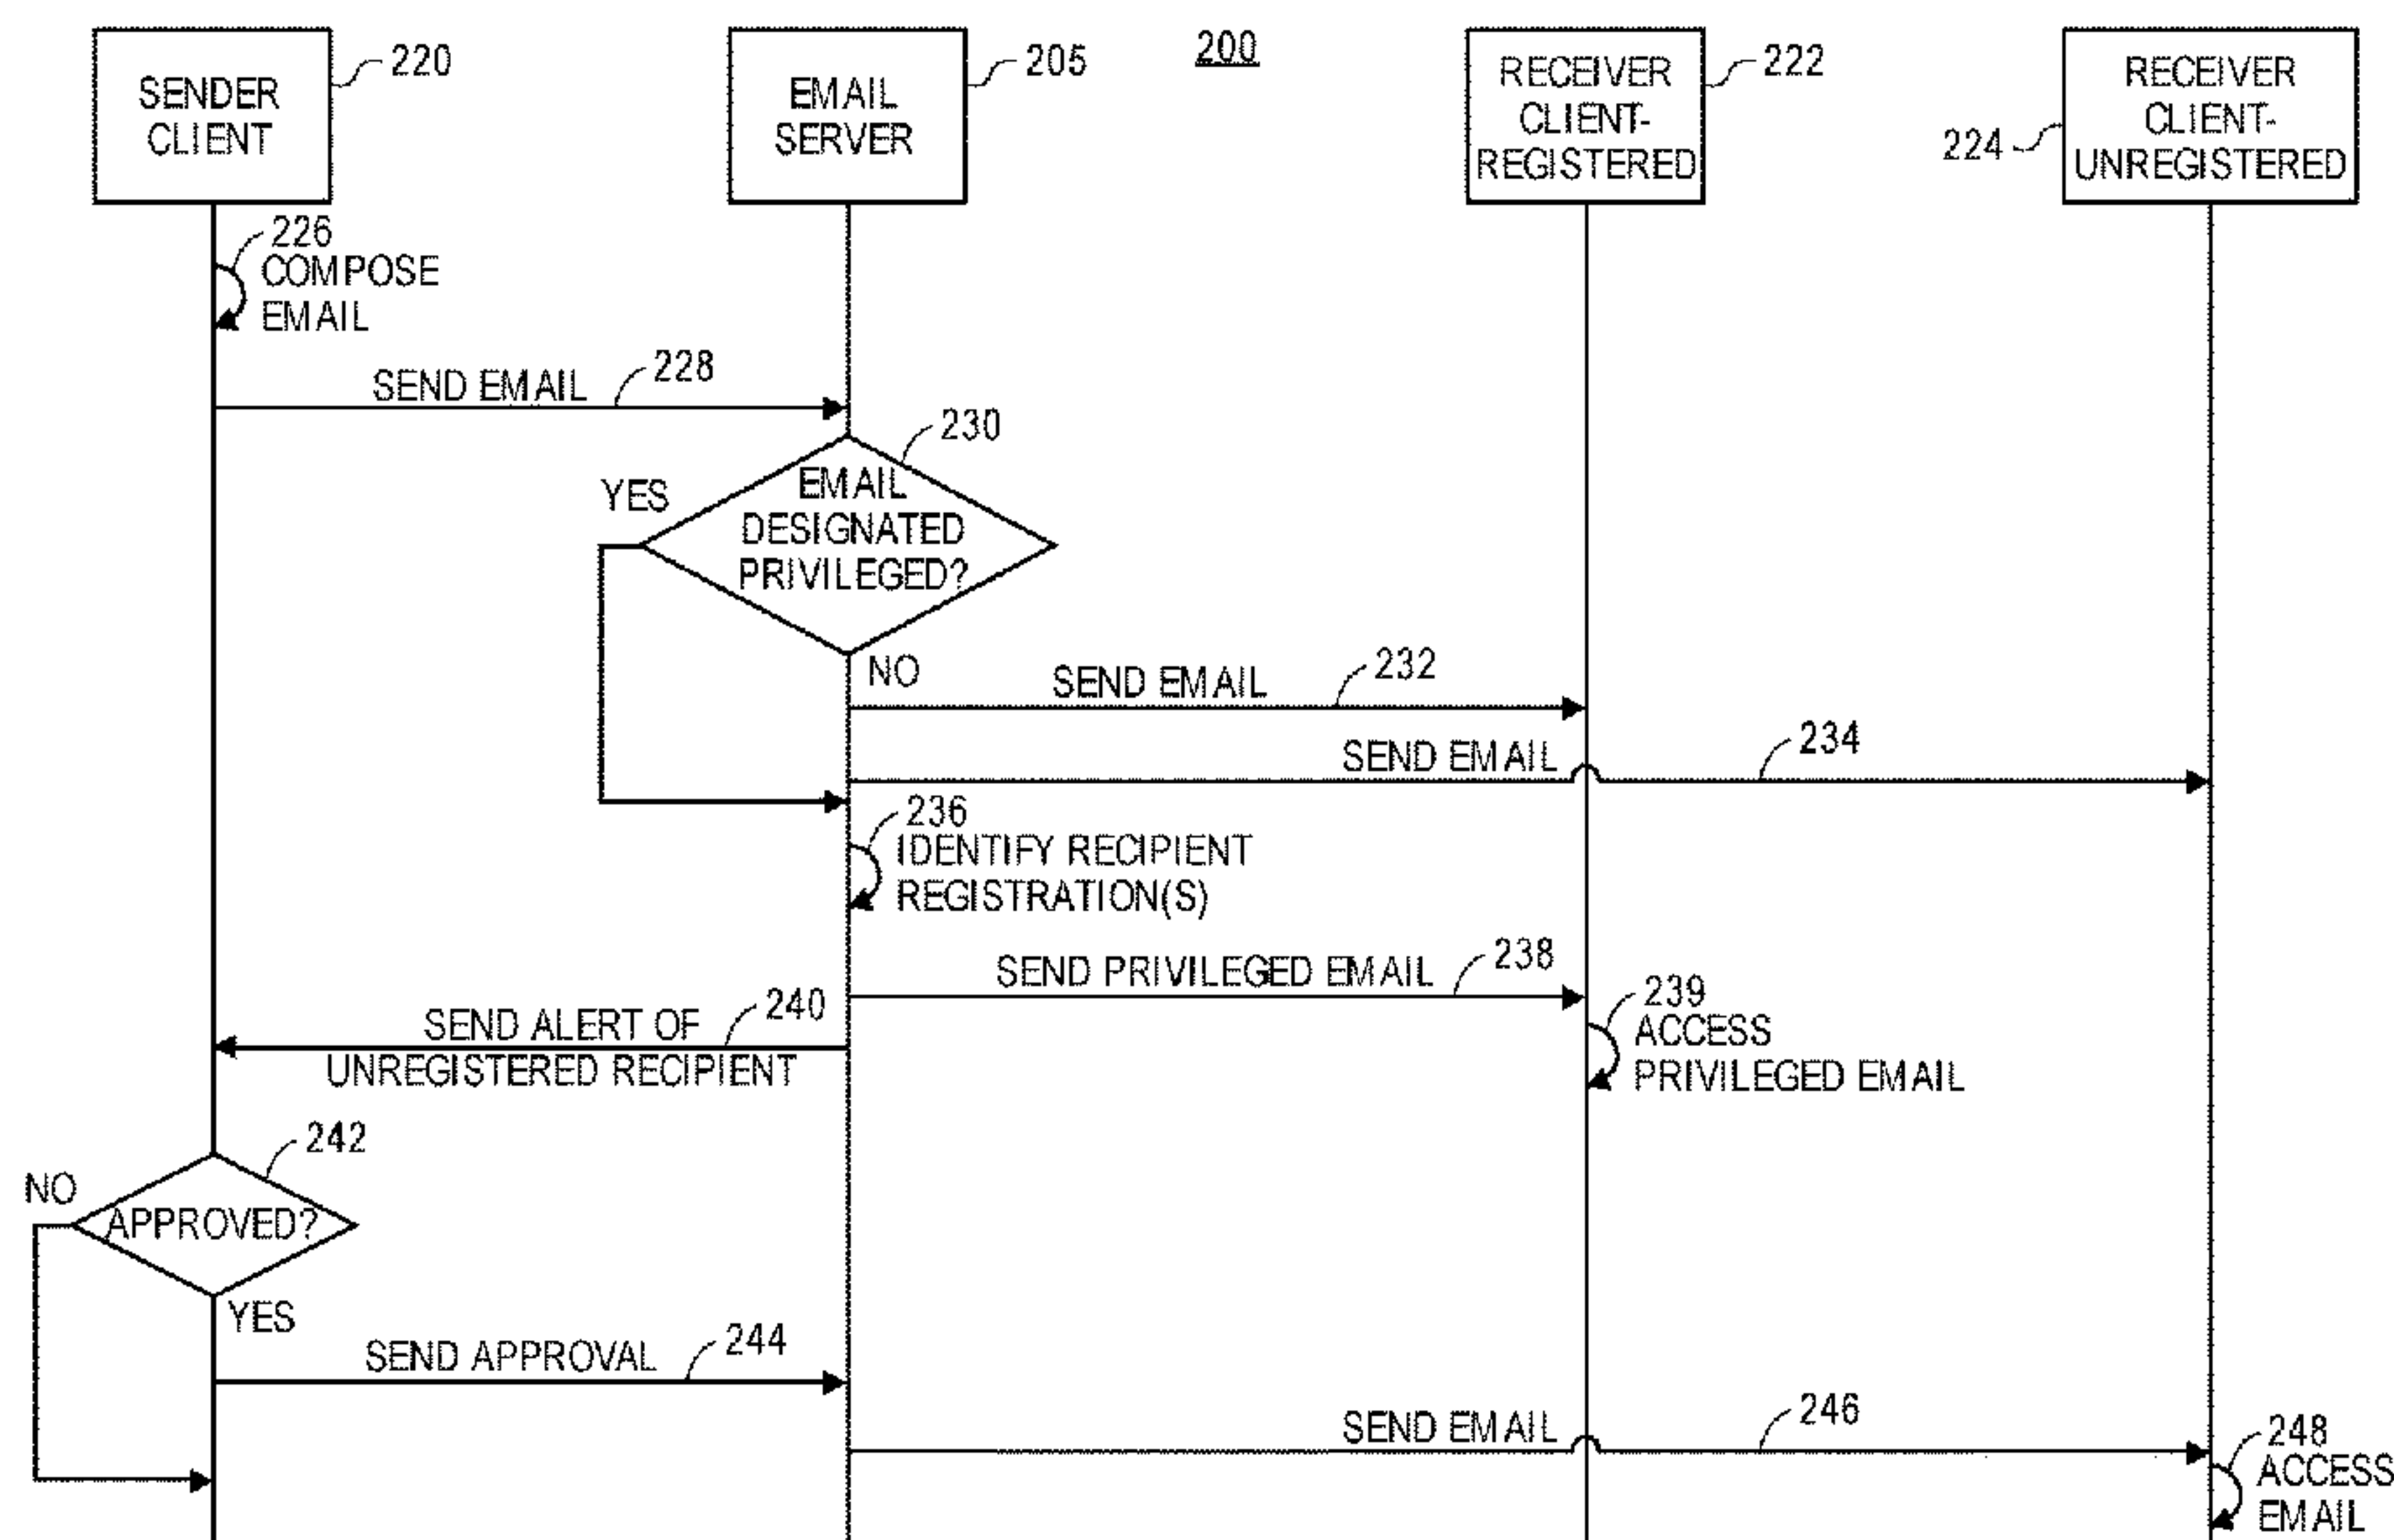 200
SENDER
CLIENT
220
EMAIL
SERVER
205
RECEIVER
CLIENT-
REGISTERED
222
RECEIVER
CLIENT-
UNREGISTERED
224
226
COMPOSE
EMAIL
SEND EMAIL
228
230
EMAIL
DESIGNATED
PRIVILEGED?
YES
NO
SEND EMAIL
232
SEND EMAIL
234
236
IDENTIFY RECIPIENT
REGISTRATION(S)
SEND PRIVILEGED EMAIL
238
239
ACCESS
PRIVILEGED EMAIL
SEND ALERT OF
UNREGISTERED RECIPIENT
240
242
APPROVED?
NO
YES
SEND APPROVAL
244
SEND EMAIL
246
248
ACCESS
EMAIL